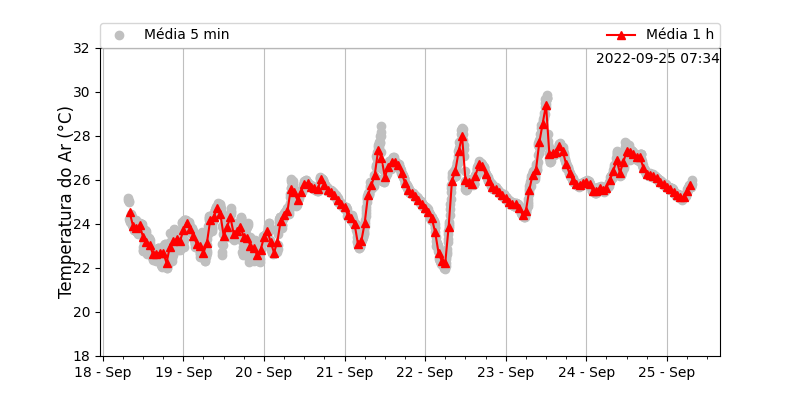 Média 5 min
Média 1 h
2022-09-25 07:34
Temperatura do Ar (°C)
32
30
28
26
24
22
20
18
18 - Sep
19 - Sep
20 - Sep
21 - Sep
22 - Sep
23 - Sep
24 - Sep
25 - Sep